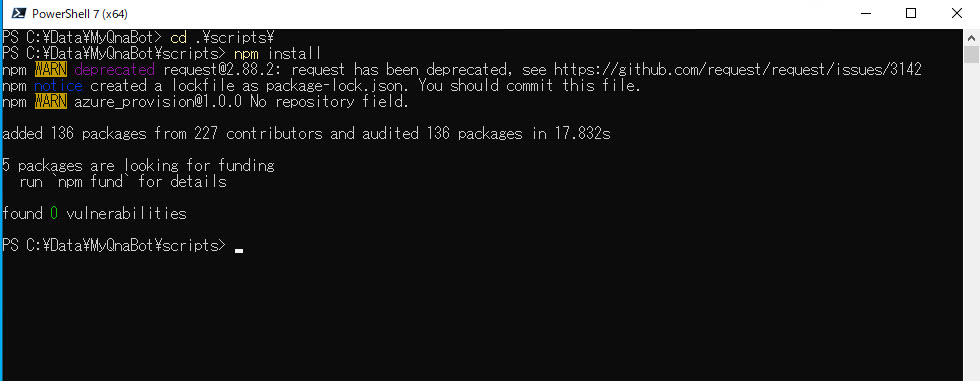 PowerShell 7 (x64)
PS C:¥Data¥MyQnaBot> cd .¥scripts¥
PS C:¥Data¥MyQnaBot¥scripts> npm install
npm WARN deprecated request@2.88.2: request has been deprecated, see https://github.com/request/request/issues/3142
npm notice created a lockfile as package-lock.json. You should commit this file.
npm WARN azure_provision@1.0.0 No repository field.
added 136 packages from 227 contributors and audited 136 packages in 17.832s
5 packages are looking for funding
run `npm fund` for details
found 0 vulnerabilities
PS C:¥Data¥MyQnaBot¥scripts>